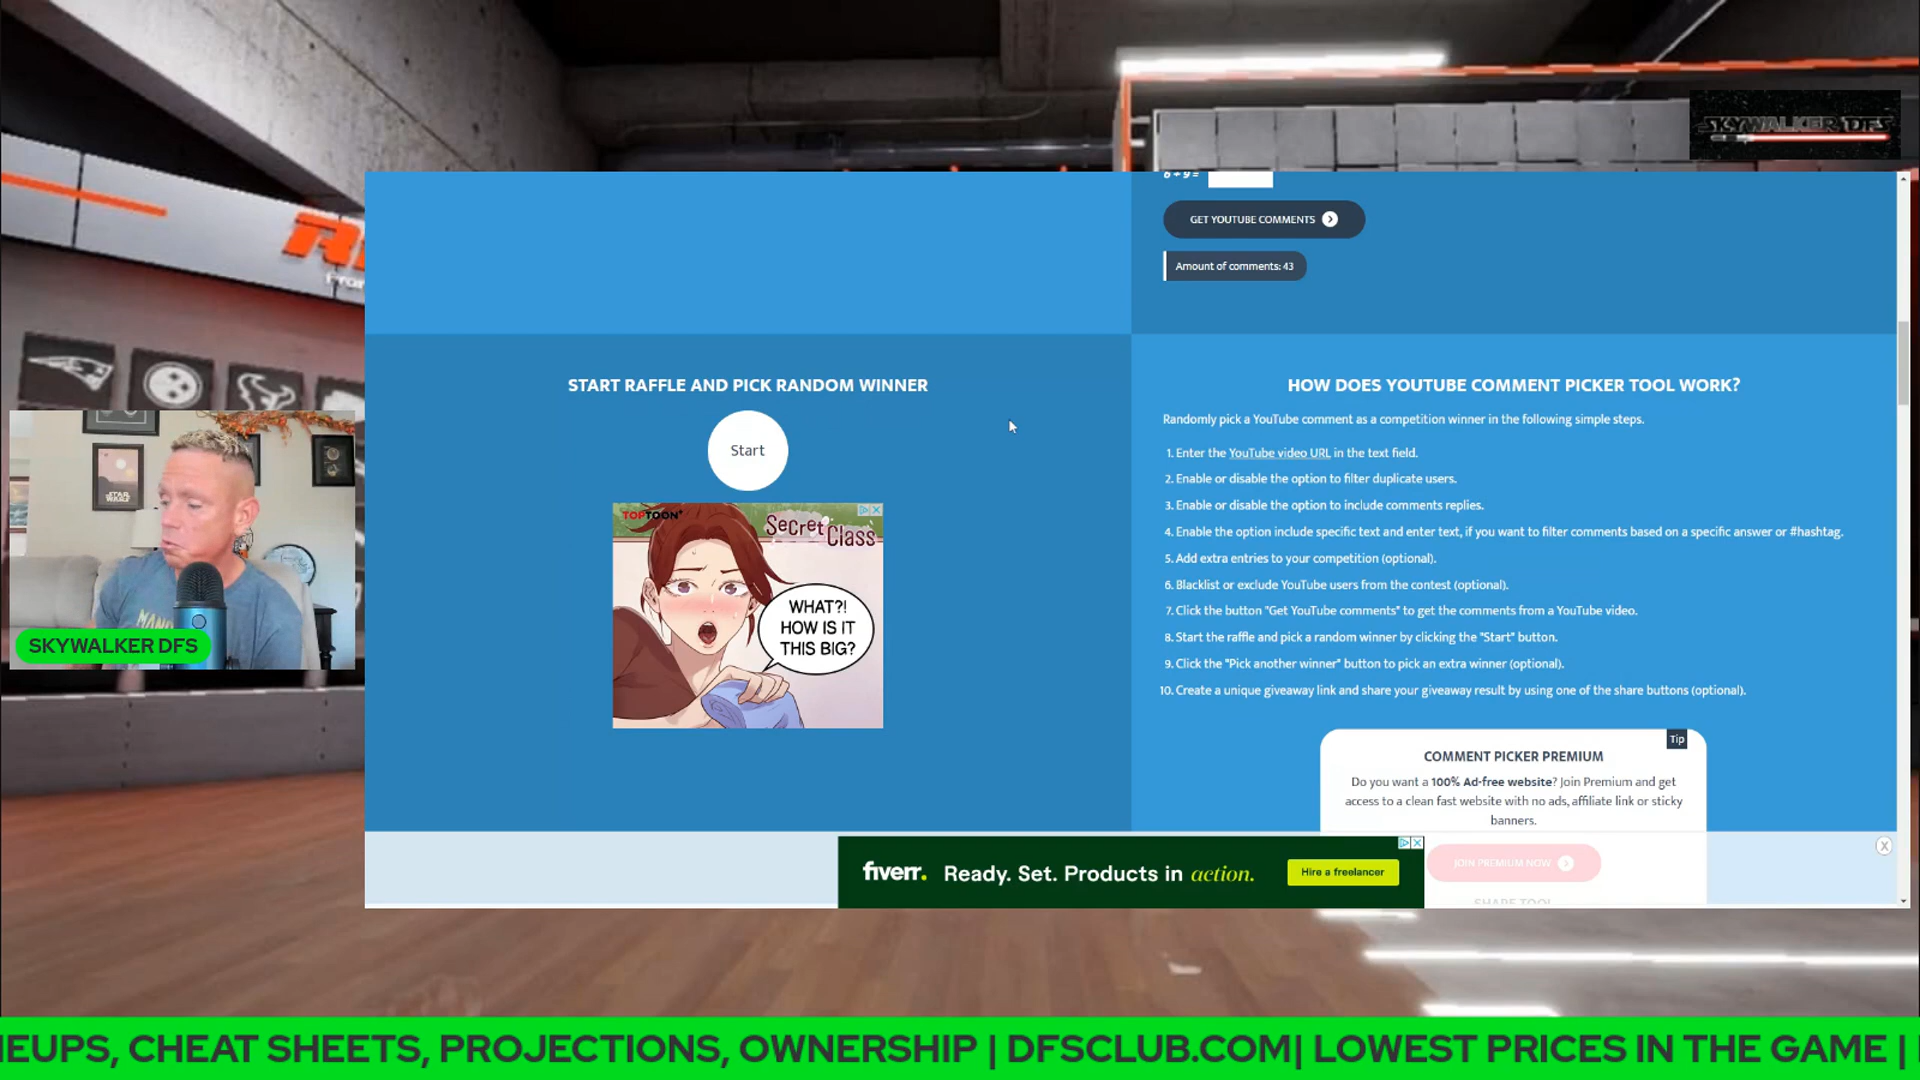 SKYWALKER DFS
6 + 9 =
GET YOUTUBE COMMENTS
Amount of comments: 43
START RAFFLE AND PICK RANDOM WINNER
Start
TOPTOON+
Secret
Class
WHAT?!
HOW IS IT
THIS BIG?
HOW DOES YOUTUBE COMMENT PICKER TOOL WORK?
Randomly pick a YouTube comment as a competition winner in the following simple steps.
1. Enter the YouTube video URL in the text field.
2. Enable or disable the option to filter duplicate users.
3. Enable or disable the option to include comments replies.
4. Enable the option include specific text and enter text, if you want to filter comments based on a specific answer or #hashtag.
5. Add extra entries to your competition (optional).
6. Blacklist or exclude YouTube users from the contest (optional).
7. Click the button "Get YouTube comments" to get the comments from a YouTube video.
8. Start the raffle and pick a random winner by clicking the "Start" button.
9. Click the "Pick another winner" button to pick an extra winner (optional).
10. Create a unique giveaway link and share your giveaway result by using one of the share buttons (optional).
Tip
COMMENT PICKER PREMIUM
Do you want a 100% Ad-free website? Join Premium and get
access to a clean fast website with no ads, affiliate link or sticky
banners.
JOIN PREMIUM NOW
SHARE TOOL
fiverr. Ready. Set. Products in action.
Hire a freelancer
X
STAR
WARS
SKYWALKER DFS
NEUPS, CHEAT SHEETS, PROJECTIONS, OWNERSHIP | DFSCLUB.COM| LOWEST PRICES IN THE GAME |